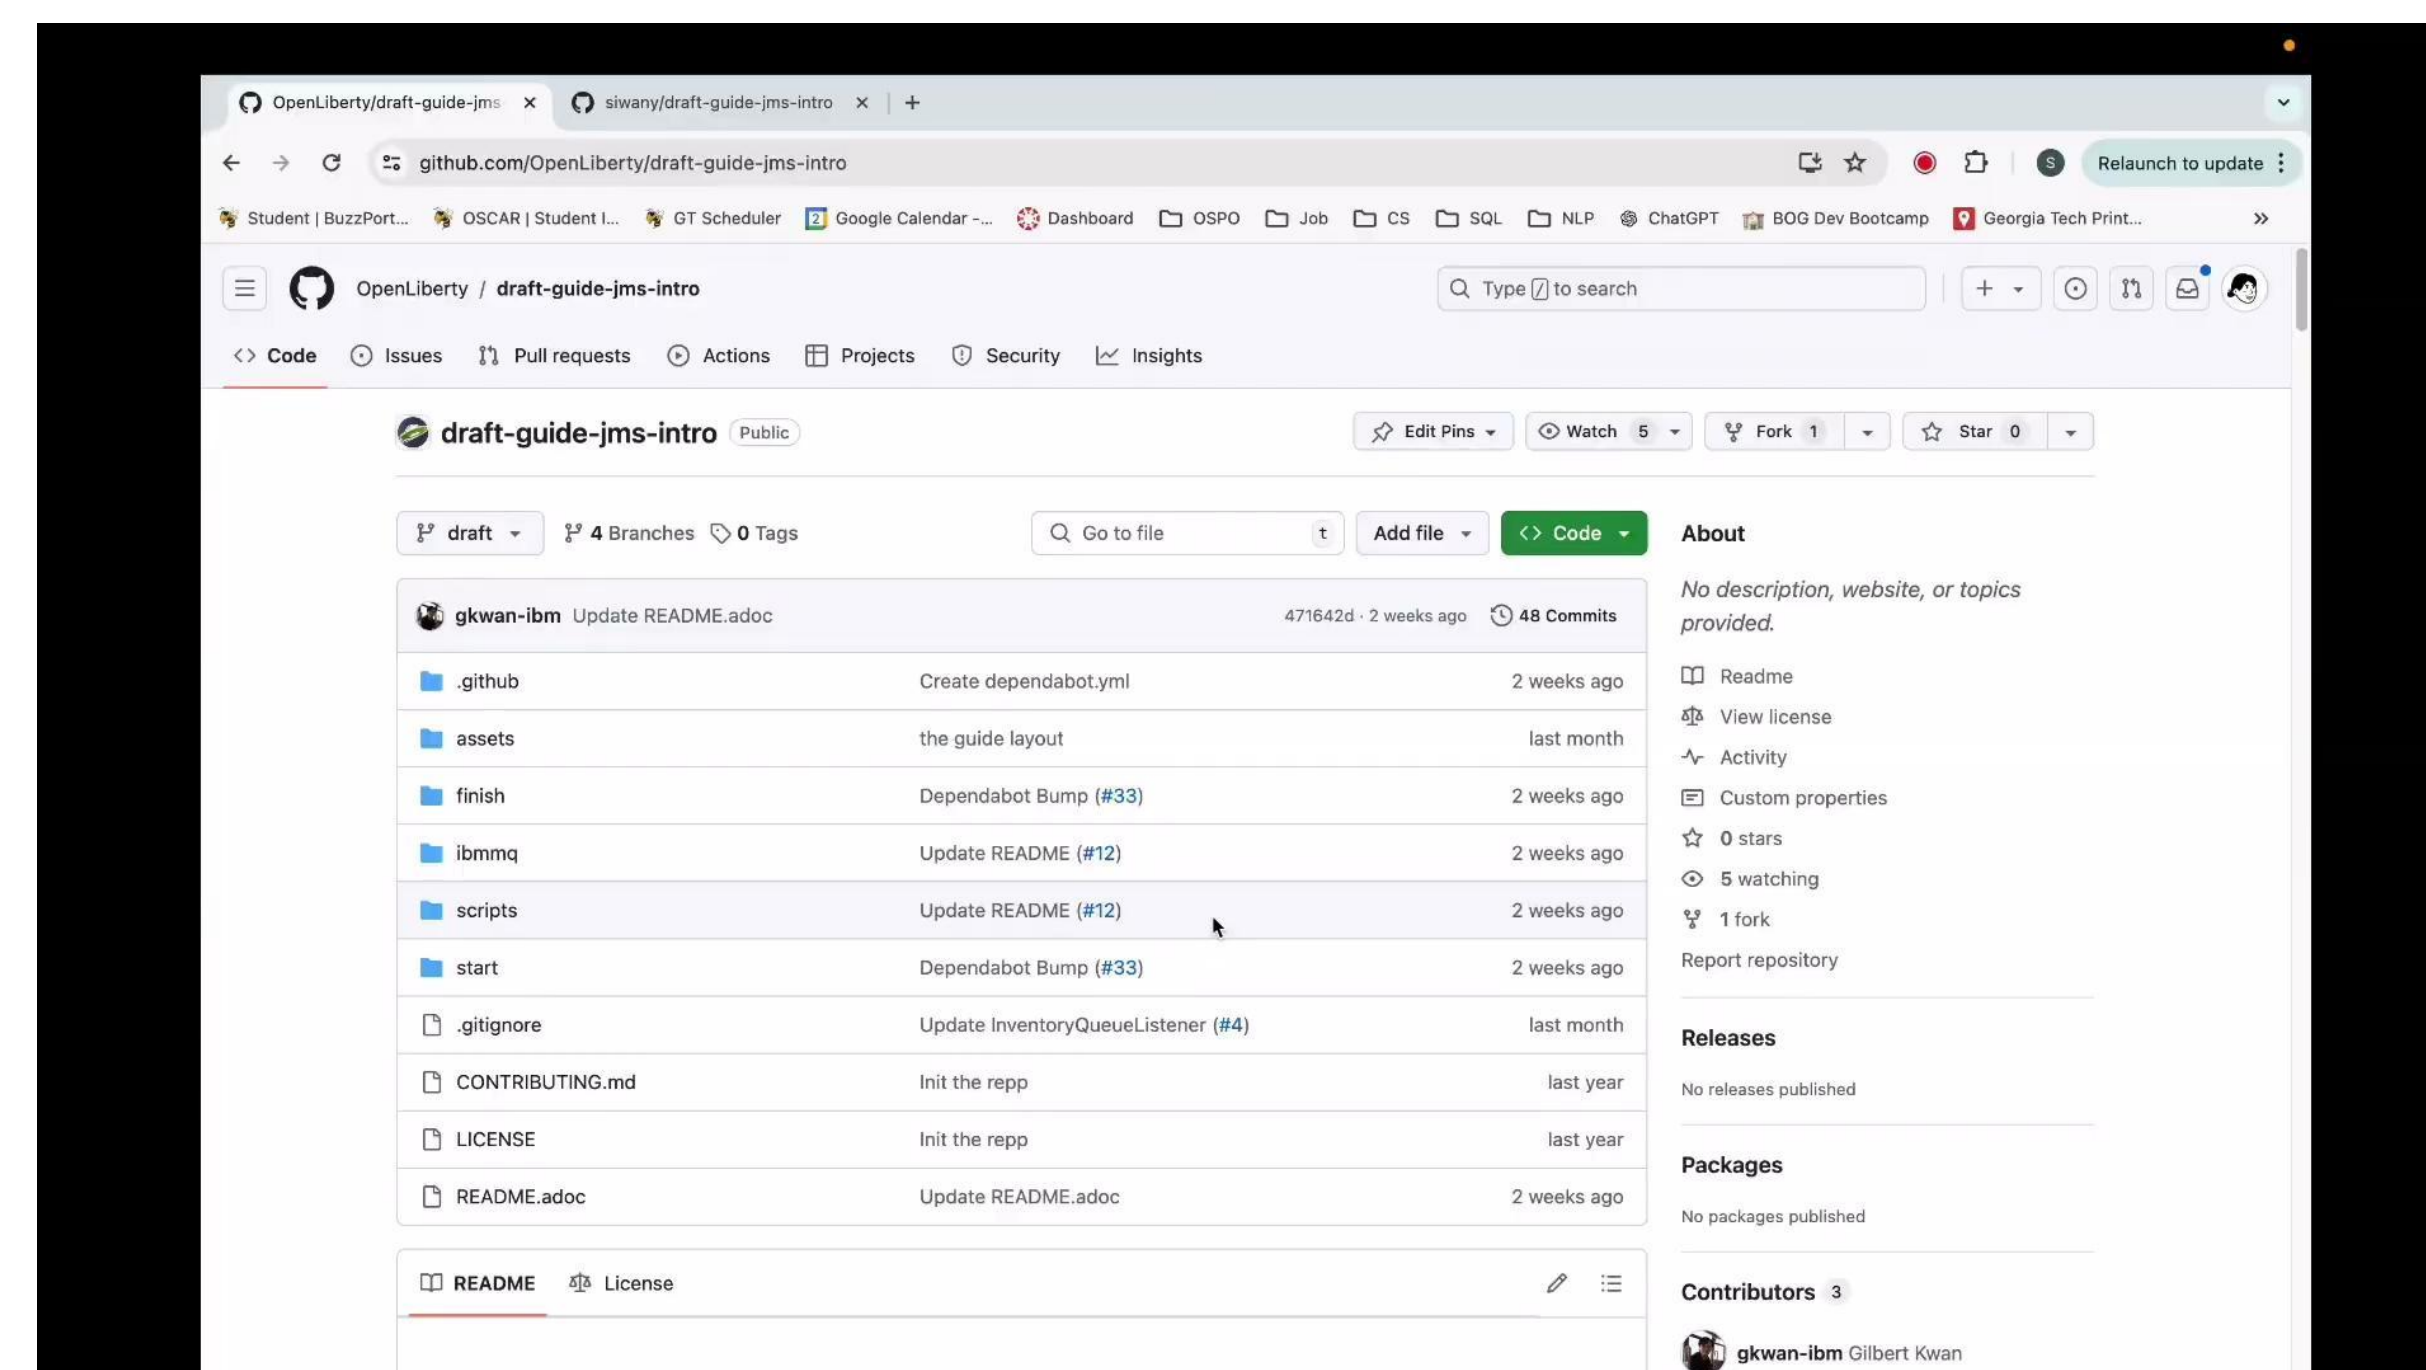 OpenLiberty/draft-guide-jms
siwany/draft-guide-jms-intro
github.com/OpenLiberty/draft-guide-jms-intro
S
Relaunch to update
Student | BuzzPort... OSCAR | Student I... GT Scheduler 2 Google Calendar -... Dashboard OSPO Job CS SQL NLP ChatGPT BOG Dev Bootcamp Georgia Tech Print... »
OpenLiberty / draft-guide-jms-intro
Type / to search
Code Issues Pull requests Actions Projects Security Insights
draft-guide-jms-intro Public
Edit Pins Watch 5 Fork 1 Star 0
draft 4 Branches 0 Tags
Go to file t
Add file
Code
gkwan-ibm Update README.adoc 471642d · 2 weeks ago 48 Commits
.github Create dependabot.yml 2 weeks ago
assets the guide layout last month
finish Dependabot Bump (#33) 2 weeks ago
ibmmq Update README (#12) 2 weeks ago
scripts Update README (#12) 2 weeks ago
start Dependabot Bump (#33) 2 weeks ago
.gitignore Update InventoryQueueListener (#4) last month
CONTRIBUTING.md Init the repp last year
LICENSE Init the repp last year
README.adoc Update README.adoc 2 weeks ago
README License
About
No description, website, or topics
provided.
Readme
View license
Activity
Custom properties
0 stars
5 watching
1 fork
Report repository
Releases
No releases published
Packages
No packages published
Contributors 3
gkwan-ibm Gilbert Kwan